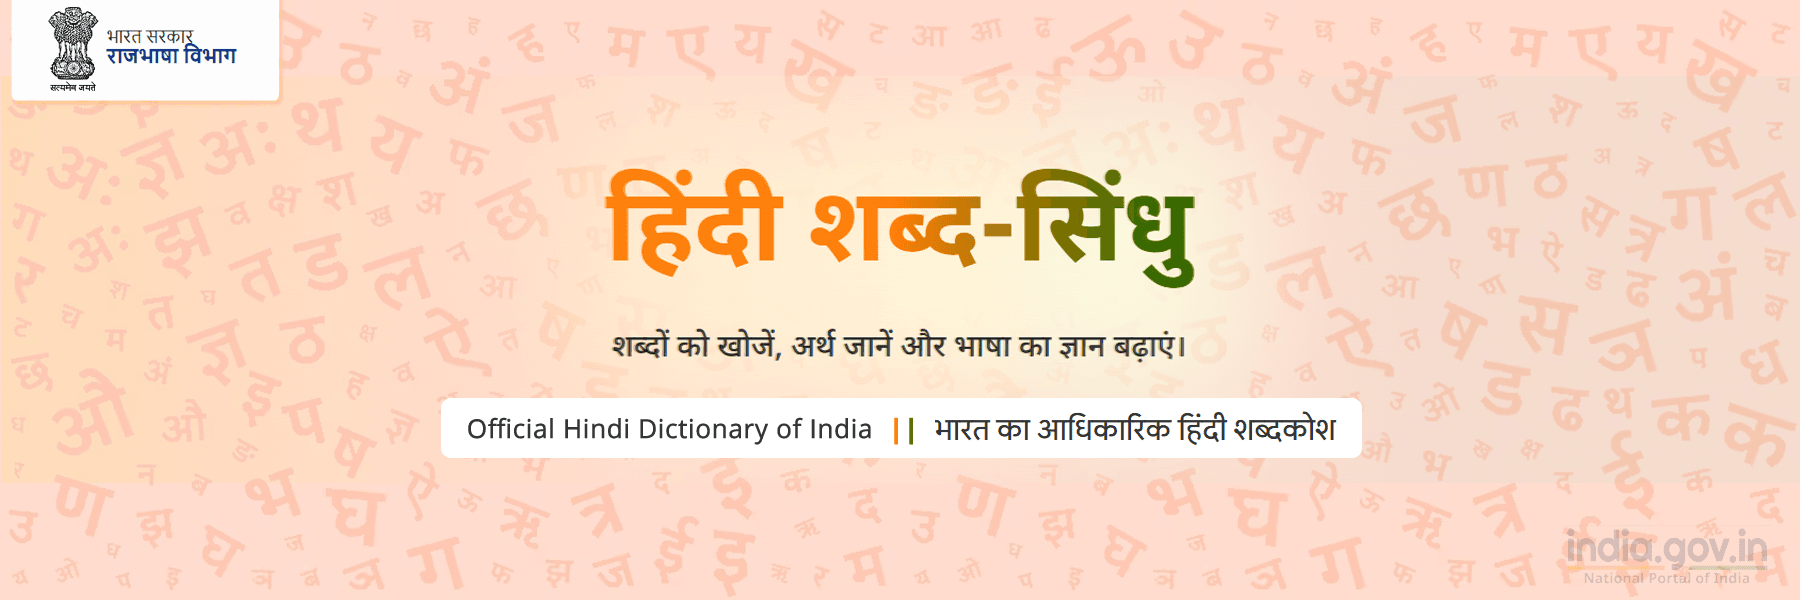 भारत सरकार
राजभाषा विभाग
सत्यमेव जयते
हिंदी शब्द-सिंधु
शब्दों को खोजें, अर्थ जानें और भाषा का ज्ञान बढ़ाएं।
Official Hindi Dictionary of India || भारत का आधिकारिक हिंदी शब्दकोश
india.gov.in
National Portal of India